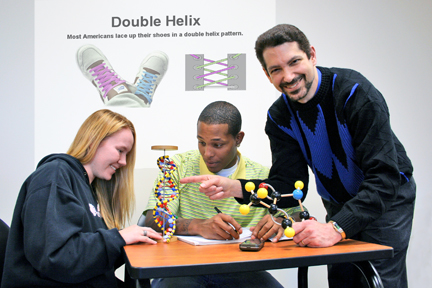 Double Helix
Most Americans lace up their shoes in a double helix pattern.